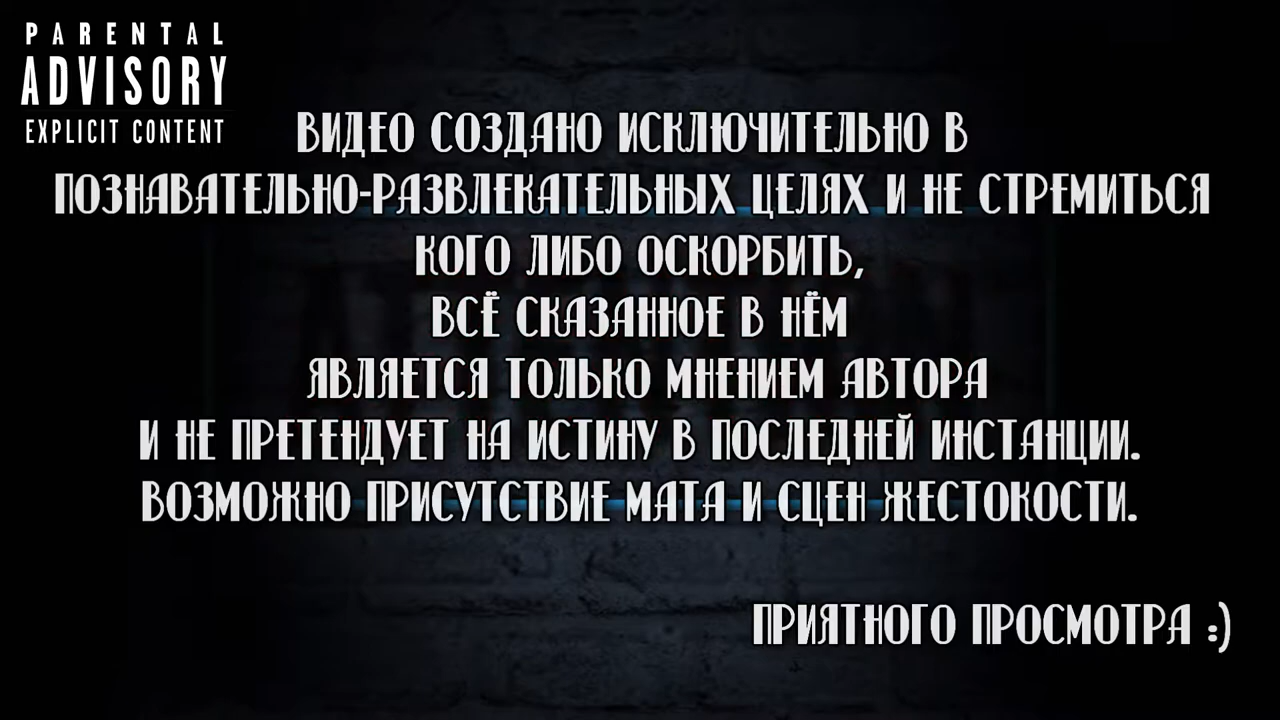 PARENTAL
ADVISORY
EXPLICIT CONTENT
ВИДЕО СОЗДАНО ИСКЛЮЧИТЕЛЬНО В
ПОЗНАВАТЕЛЬНО-РАЗВЛЕКАТЕЛЬНЫХ ЦЕЛЯХ И НЕ СТРЕМИТЬСЯ
КОГО ЛИБО ОСКОРБИТЬ,
ВСЁ СКАЗАННОЕ В НЁМ
ЯВЛЯЕТСЯ ТОЛЬКО МНЕНИЕМ АВТОРА
И НЕ ПРЕТЕНДУЕТ НА ИСТИНУ В ПОСЛЕДНЕЙ ИНСТАНЦИИ.
ВОЗМОЖНО ПРИСУТСТВИЕ МАТА И СЦЕН ЖЕСТОКОСТИ.
ПРИЯТНОГО ПРОСМОТРА :)